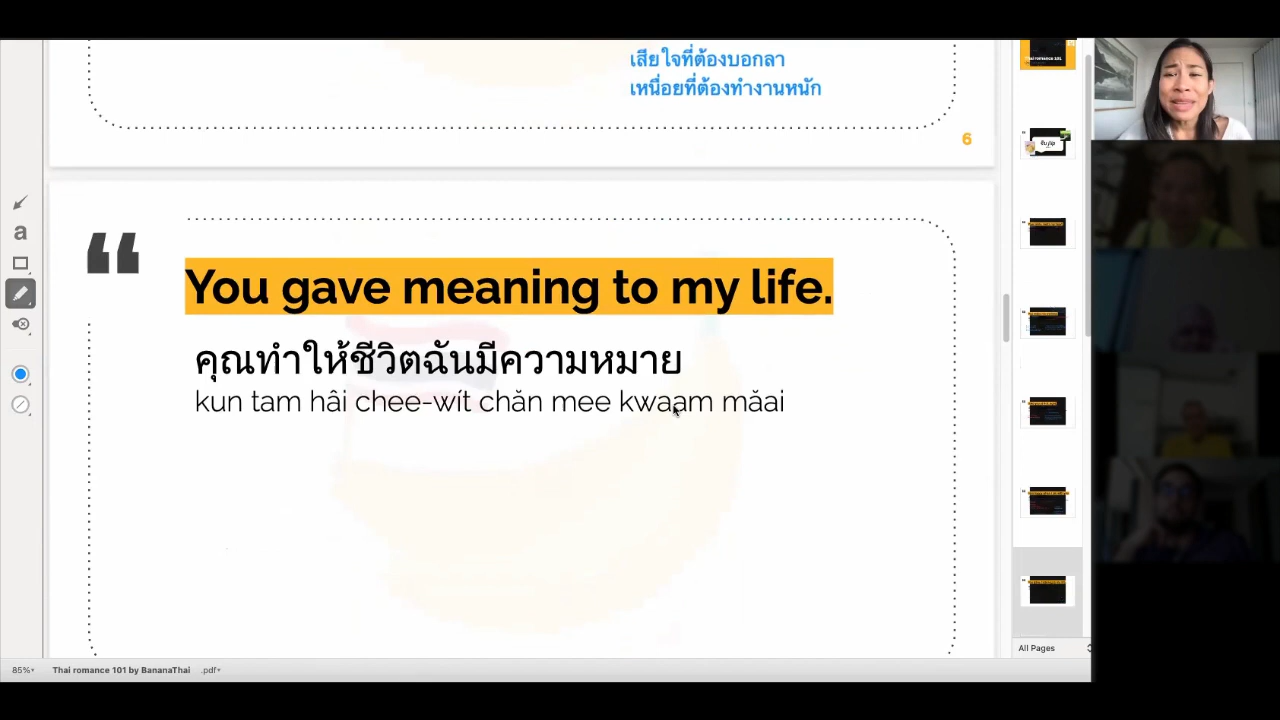 เสียใจที่ต้องบอกลา
เหนื่อยที่ต้องทำงานหนัก
6
“
You gave meaning to my life.
คุณทำให้ชีวิตฉันมีความหมาย
kun tam hâi chee-wít chăn mee kwaam măai
a
85%
Thai romance 101 by BananaThai .pdf
All Pages